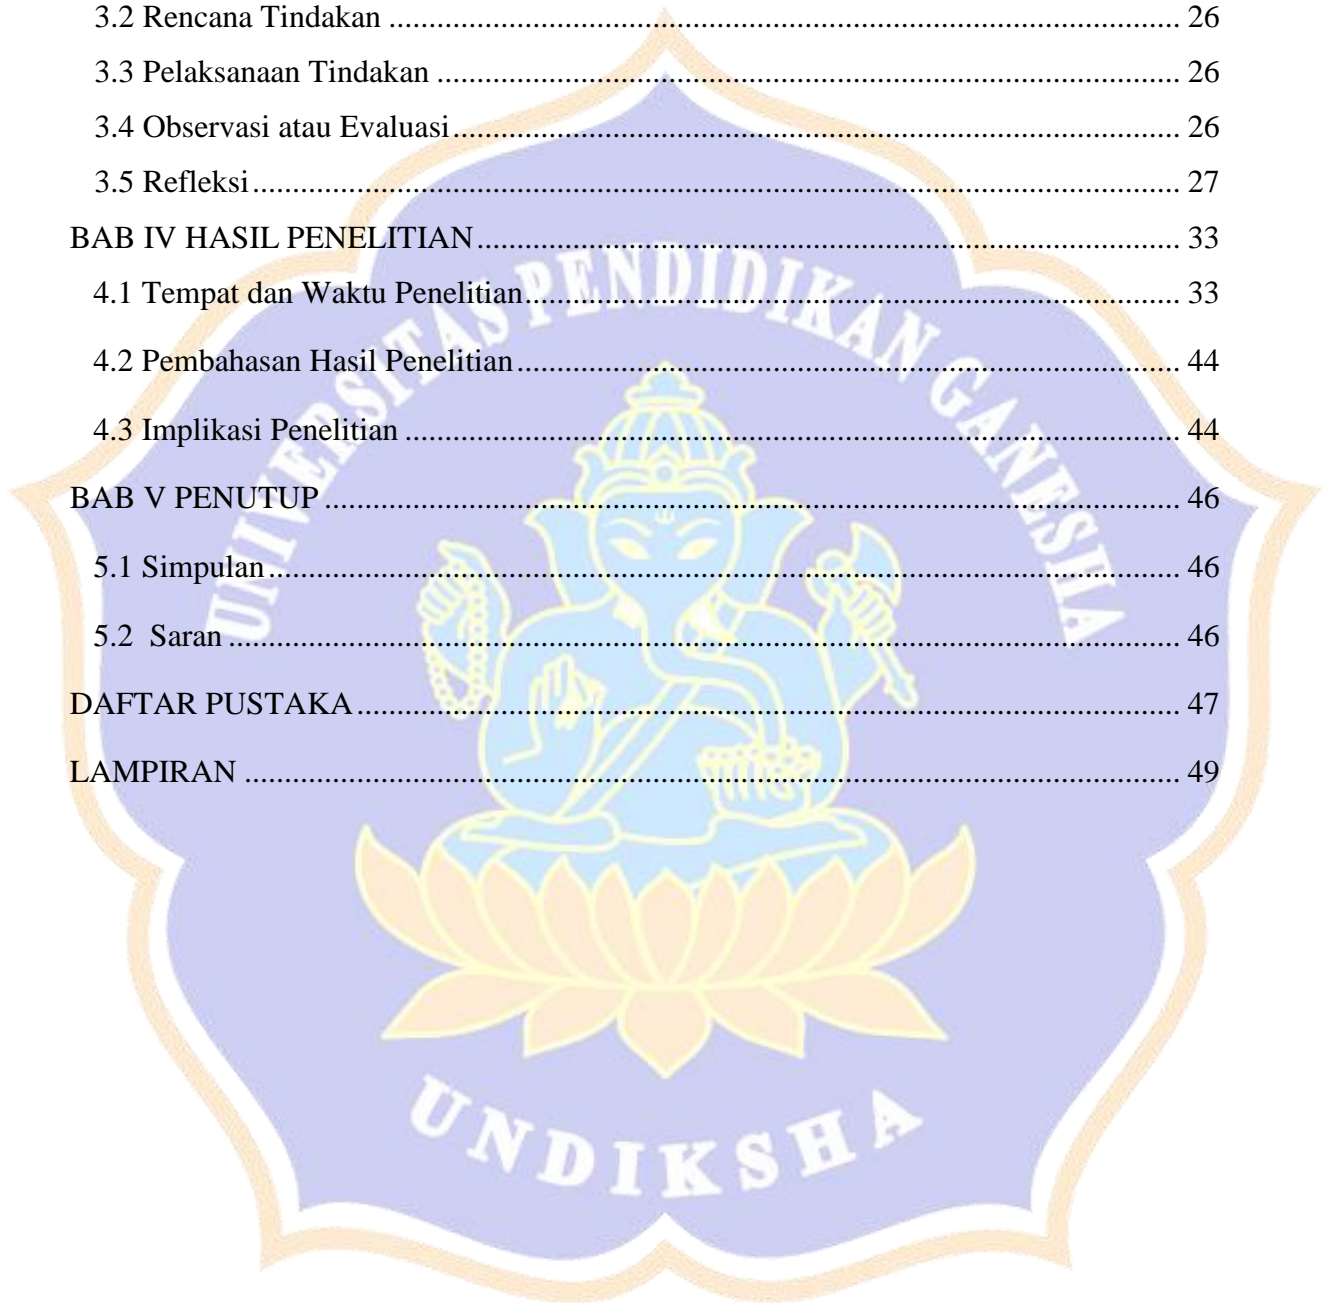 3.2 Rencana Tindakan ........................................................................................ 26
3.3 Pelaksanaan Tindakan .................................................................................. 26
3.4 Observasi atau Evaluasi ................................................................................ 26
3.5 Refleksi ......................................................................................................... 27
BAB IV HASIL PENELITIAN ............................................................................. 33
4.1 Tempat dan Waktu Penelitian ....................................................................... 33
4.2 Pembahasan Hasil Penelitian ........................................................................ 44
4.3 Implikasi Penelitian ...................................................................................... 44
BAB V PENUTUP ................................................................................................ 46
5.1 Simpulan ....................................................................................................... 46
5.2  Saran ............................................................................................................ 46
DAFTAR PUSTAKA ............................................................................................ 47
LAMPIRAN .......................................................................................................... 49
UNIVERSITAS PENDIDIKAN GANESHA
UNDIKSHA